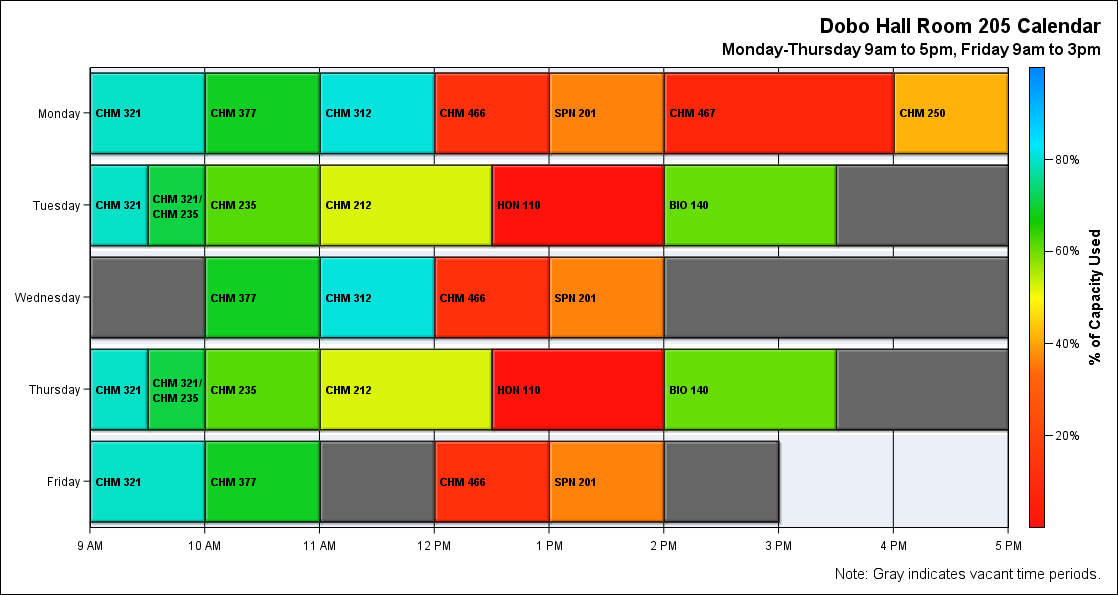 Dobo Hall Room 205 Calendar
Monday-Thursday 9am to 5pm, Friday 9am to 3pm
Monday
CHM 321
CHM 377
CHM 312
CHM 466
SPN 201
CHM 467
CHM 250
Tuesday
CHM 321
CHM 321/
CHM 235
CHM 235
CHM 212
HON 110
BIO 140
Wednesday
CHM 377
CHM 312
CHM 466
SPN 201
Thursday
CHM 321
CHM 321/
CHM 235
CHM 235
CHM 212
HON 110
BIO 140
Friday
CHM 321
CHM 377
CHM 466
SPN 201
9 AM
10 AM
11 AM
12 PM
1 PM
2 PM
3 PM
4 PM
5 PM
80%
60%
40%
20%
% of Capacity Used
Note: Gray indicates vacant time periods.